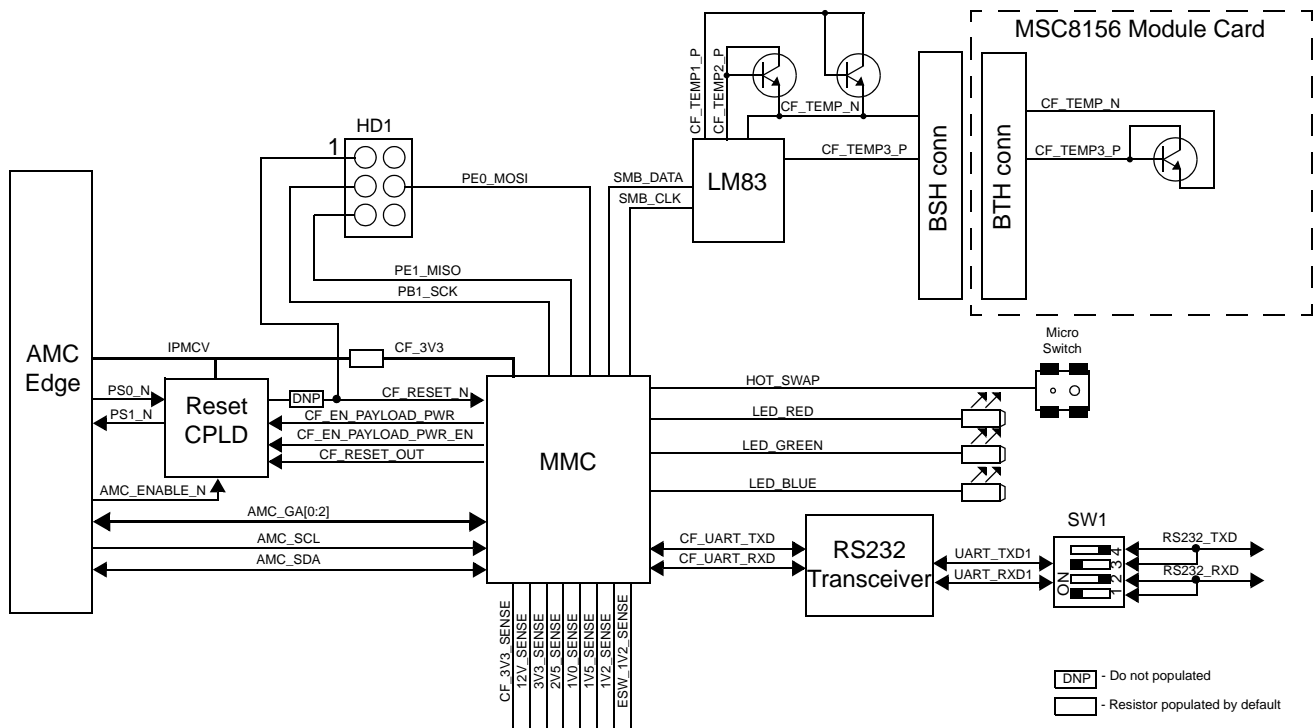 MSC8156 Module Card
CF_TEMP1_P
CF_TEMP2_P
CF_TEMP_N
CF_TEMP3_P
LM83
BSH conn
BTH conn
CF_TEMP_N
CF_TEMP3_P
HD1
1
PE0_MOSI
SMB_DATA
SMB_CLK
PE1_MISO
PB1_SCK
AMC
Edge
IPMCV
CF_3V3
PS0_N
PS1_N
Reset
CPLD
DNP
CF_RESET_N
CF_EN_PAYLOAD_PWR
CF_EN_PAYLOAD_PWR_EN
CF_RESET_OUT
AMC_ENABLE_N
AMC_GA[0:2]
AMC_SCL
AMC_SDA
MMC
Micro
Switch
HOT_SWAP
LED_RED
LED_GREEN
LED_BLUE
CF_UART_TXD
CF_UART_RXD
RS232
Transceiver
UART_TXD1
UART_RXD1
SW1
ON
1 2 3 4
RS232_TXD
RS232_RXD
CF_3V3_SENSE
12V_SENSE
3V3_SENSE
2V5_SENSE
1V0_SENSE
1V5_SENSE
1V2_SENSE
ESW_1V2_SENSE
DNP - Do not populated
- Resistor populated by default